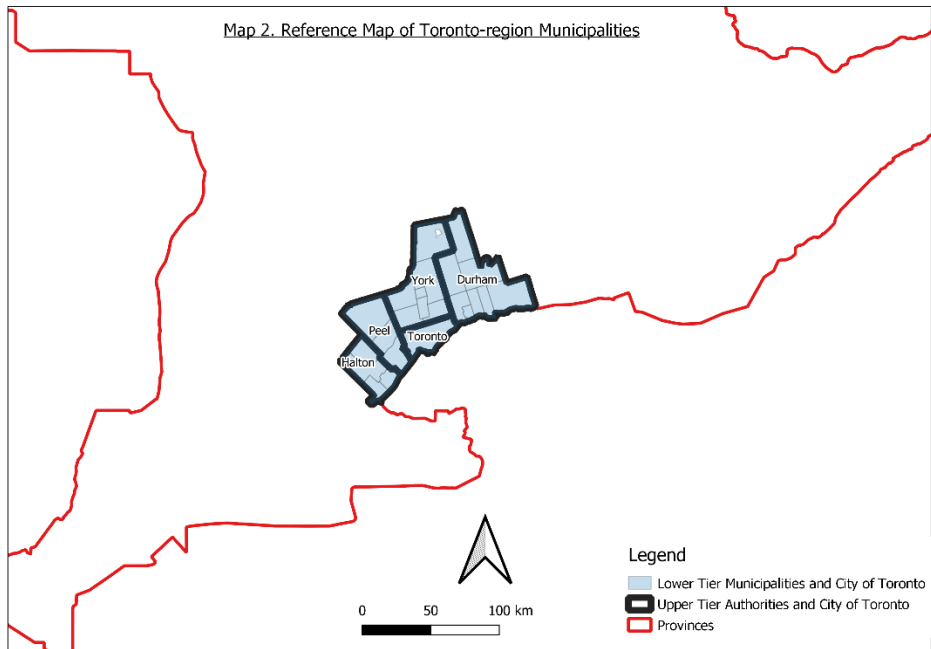 Map 2. Reference Map of Toronto-region Municipalities
York
Durham
Peel
Toronto
Halton
Legend
Lower Tier Municipalities and City of Toronto
Upper Tier Authorities and City of Toronto
Provinces
0 50 100 km